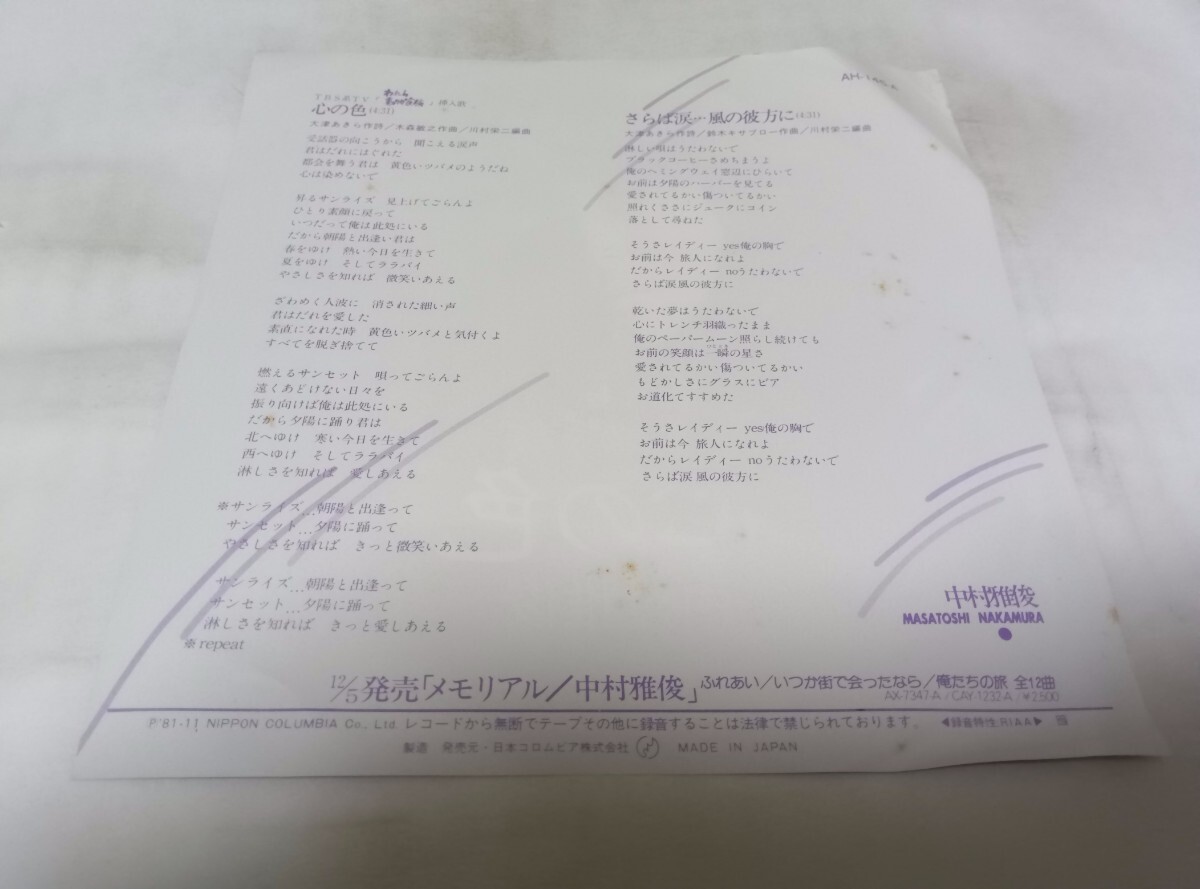 TBS系TV「われら動物家族」挿入歌
心の色(4:31)
大津あきら作詩/木森敏之作曲/川村栄二編曲
受話器の向こうから　聞こえる涙声
君はだれにはぐれた
都会を舞う君は　黄色いツバメのようだね
心は染めないで
昇るサンライズ　見上げてごらんよ
ひとり素顔に戻って
いつだって俺は此処にいる
だから朝陽と出逢い君は
春をゆけ　熱い今日を生きて
夏をゆけ　そしてララバイ
やさしさを知れば　微笑いあえる
ざわめく人波に　消された細い声
君はだれを愛した
素直になれた時　黄色いツバメと気付くよ
すべてを脱ぎ捨てて
燃えるサンセット　唄ってごらんよ
遠くあどけない日々を
振り向けば俺は此処にいる
だから夕陽に踊り君は
北へゆけ　寒い今日を生きて
西へゆけ　そしてララバイ
淋しさを知れば　愛しあえる
※サンライズ…朝陽と出逢って
サンセット…夕陽に踊って
やさしさを知れば　きっと微笑いあえる
サンライズ…朝陽と出逢って
サンセット…夕陽に踊って
淋しさを知れば　きっと愛しあえる
※repeat
さらば涙…風の彼方に(4:31)
大津あきら作詩/鈴木キサブロー作曲/川村栄二編曲
淋しい唄はうたわないで
ブラックコーヒーさめちまうよ
俺のヘミングウェイ窓辺にひらいて
お前は夕陽のハーバーを見てる
愛されてるかい傷ついてるかい
照れくささにジュークにコイン
落として尋ねた
そうさレイディー yes俺の胸で
お前は今 旅人になれよ
だからレイディー noうたわないで
さらば涙風の彼方に
乾いた夢はうたわないで
心にトレンチ羽織ったまま
俺のペーパームーン照らし続けても
お前の笑顔は一瞬の星さ
愛されてるかい傷ついてるかい
もどかしさにグラスにビア
お道化てすすめた
そうさレイディー yes俺の胸で
お前は今 旅人になれよ
だからレイディー noうたわないで
さらば涙 風の彼方に
中村雅俊
MASATOSHI NAKAMURA
12/5発売「メモリアル/中村雅俊」ふれあい/いつか街で会ったなら/俺たちの旅 全12曲
AX-7347-A/CAY-1232-A/¥2,500
P'81-11 NIPPON COLUMBIA Co., Ltd. レコードから無断でテープその他に録音することは法律で禁じられております。 ◀録音特性:RIAA▶
製造　発売元・日本コロムビア株式会社 MADE IN JAPAN